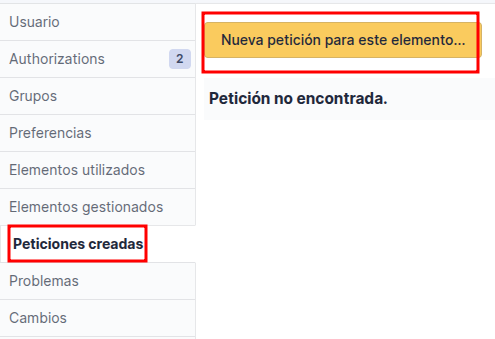 Usuario
Authorizations 2
Grupos
Preferencias
Elementos utilizados
Elementos gestionados
Peticiones creadas
Problemas
Cambios
Nueva petición para este elemento...
Petición no encontrada.